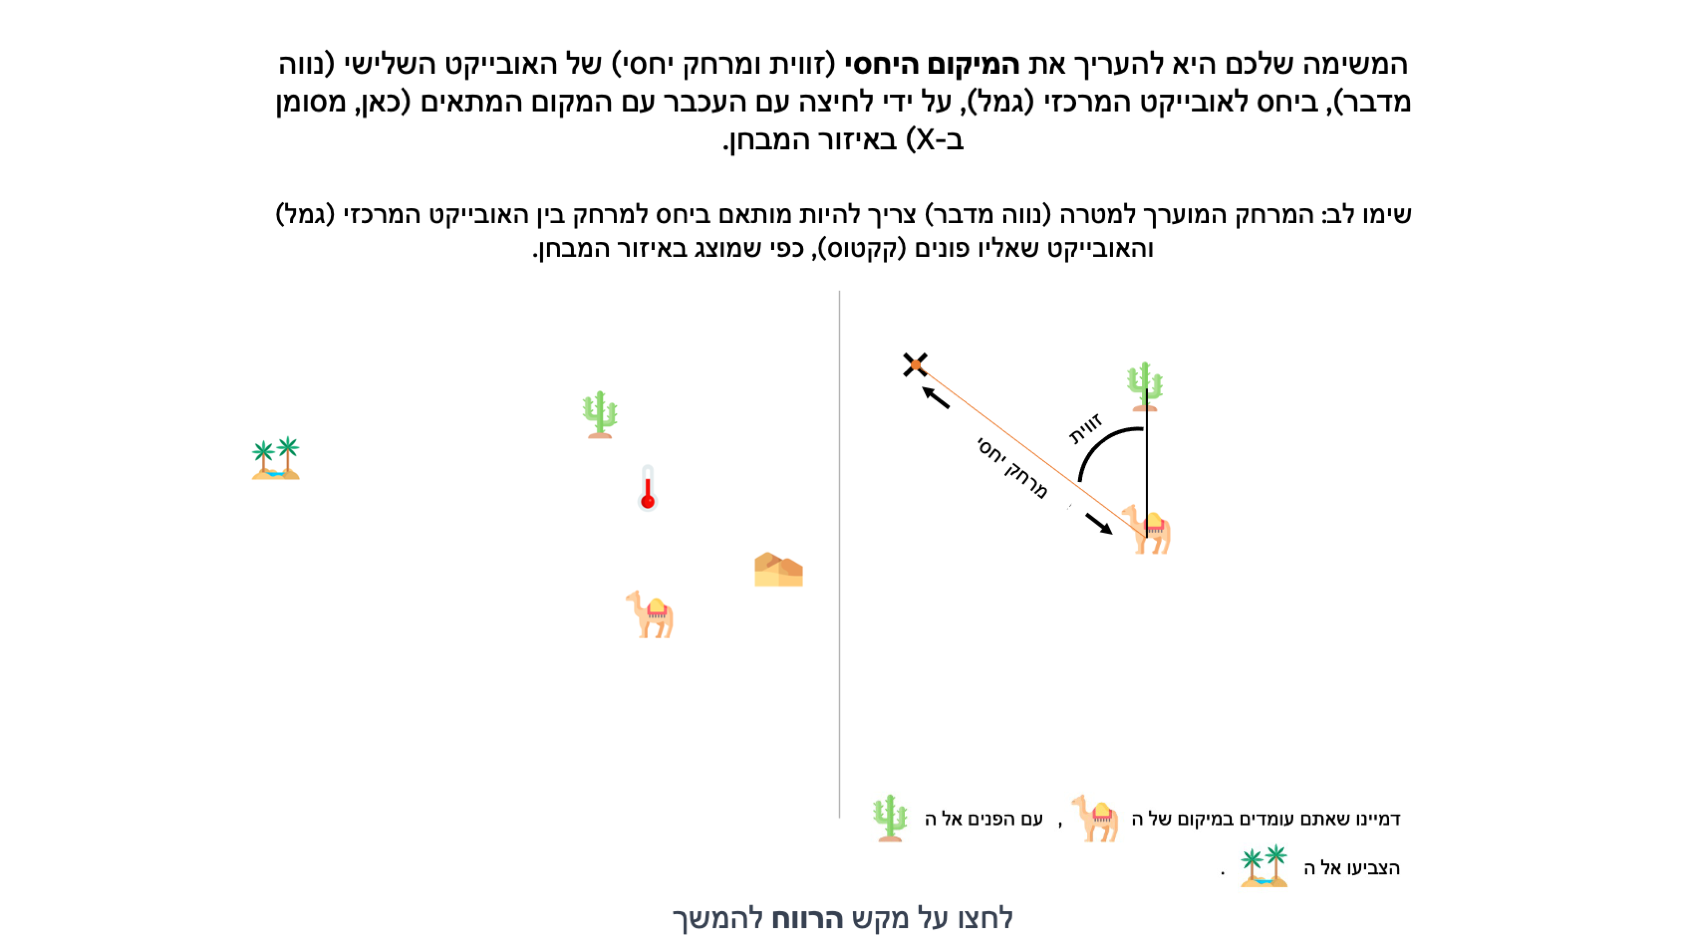 המשימה שלכם היא להעריך את המיקום היחסי (זווית ומרחק יחסי) של האובייקט השלישי (נווה
מדבר), ביחס לאובייקט המרכזי (גמל), על ידי לחיצה עם העכבר עם המקום המתאים (כאן, מסומן
ב-X) באיזור המבחן.
שימו לב: המרחק המוערך למטרה (נווה מדבר) צריך להיות מותאם ביחס למרחק בין האובייקט המרכזי (גמל)
והאובייקט שאליו פונים (קקטוס), כפי שמוצג באיזור המבחן.
זווית
מרחק יחסי
דמיינו שאתם עומדים במיקום של ה , עם הפנים אל ה
הצביעו אל ה .
לחצו על מקש הרווח להמשך